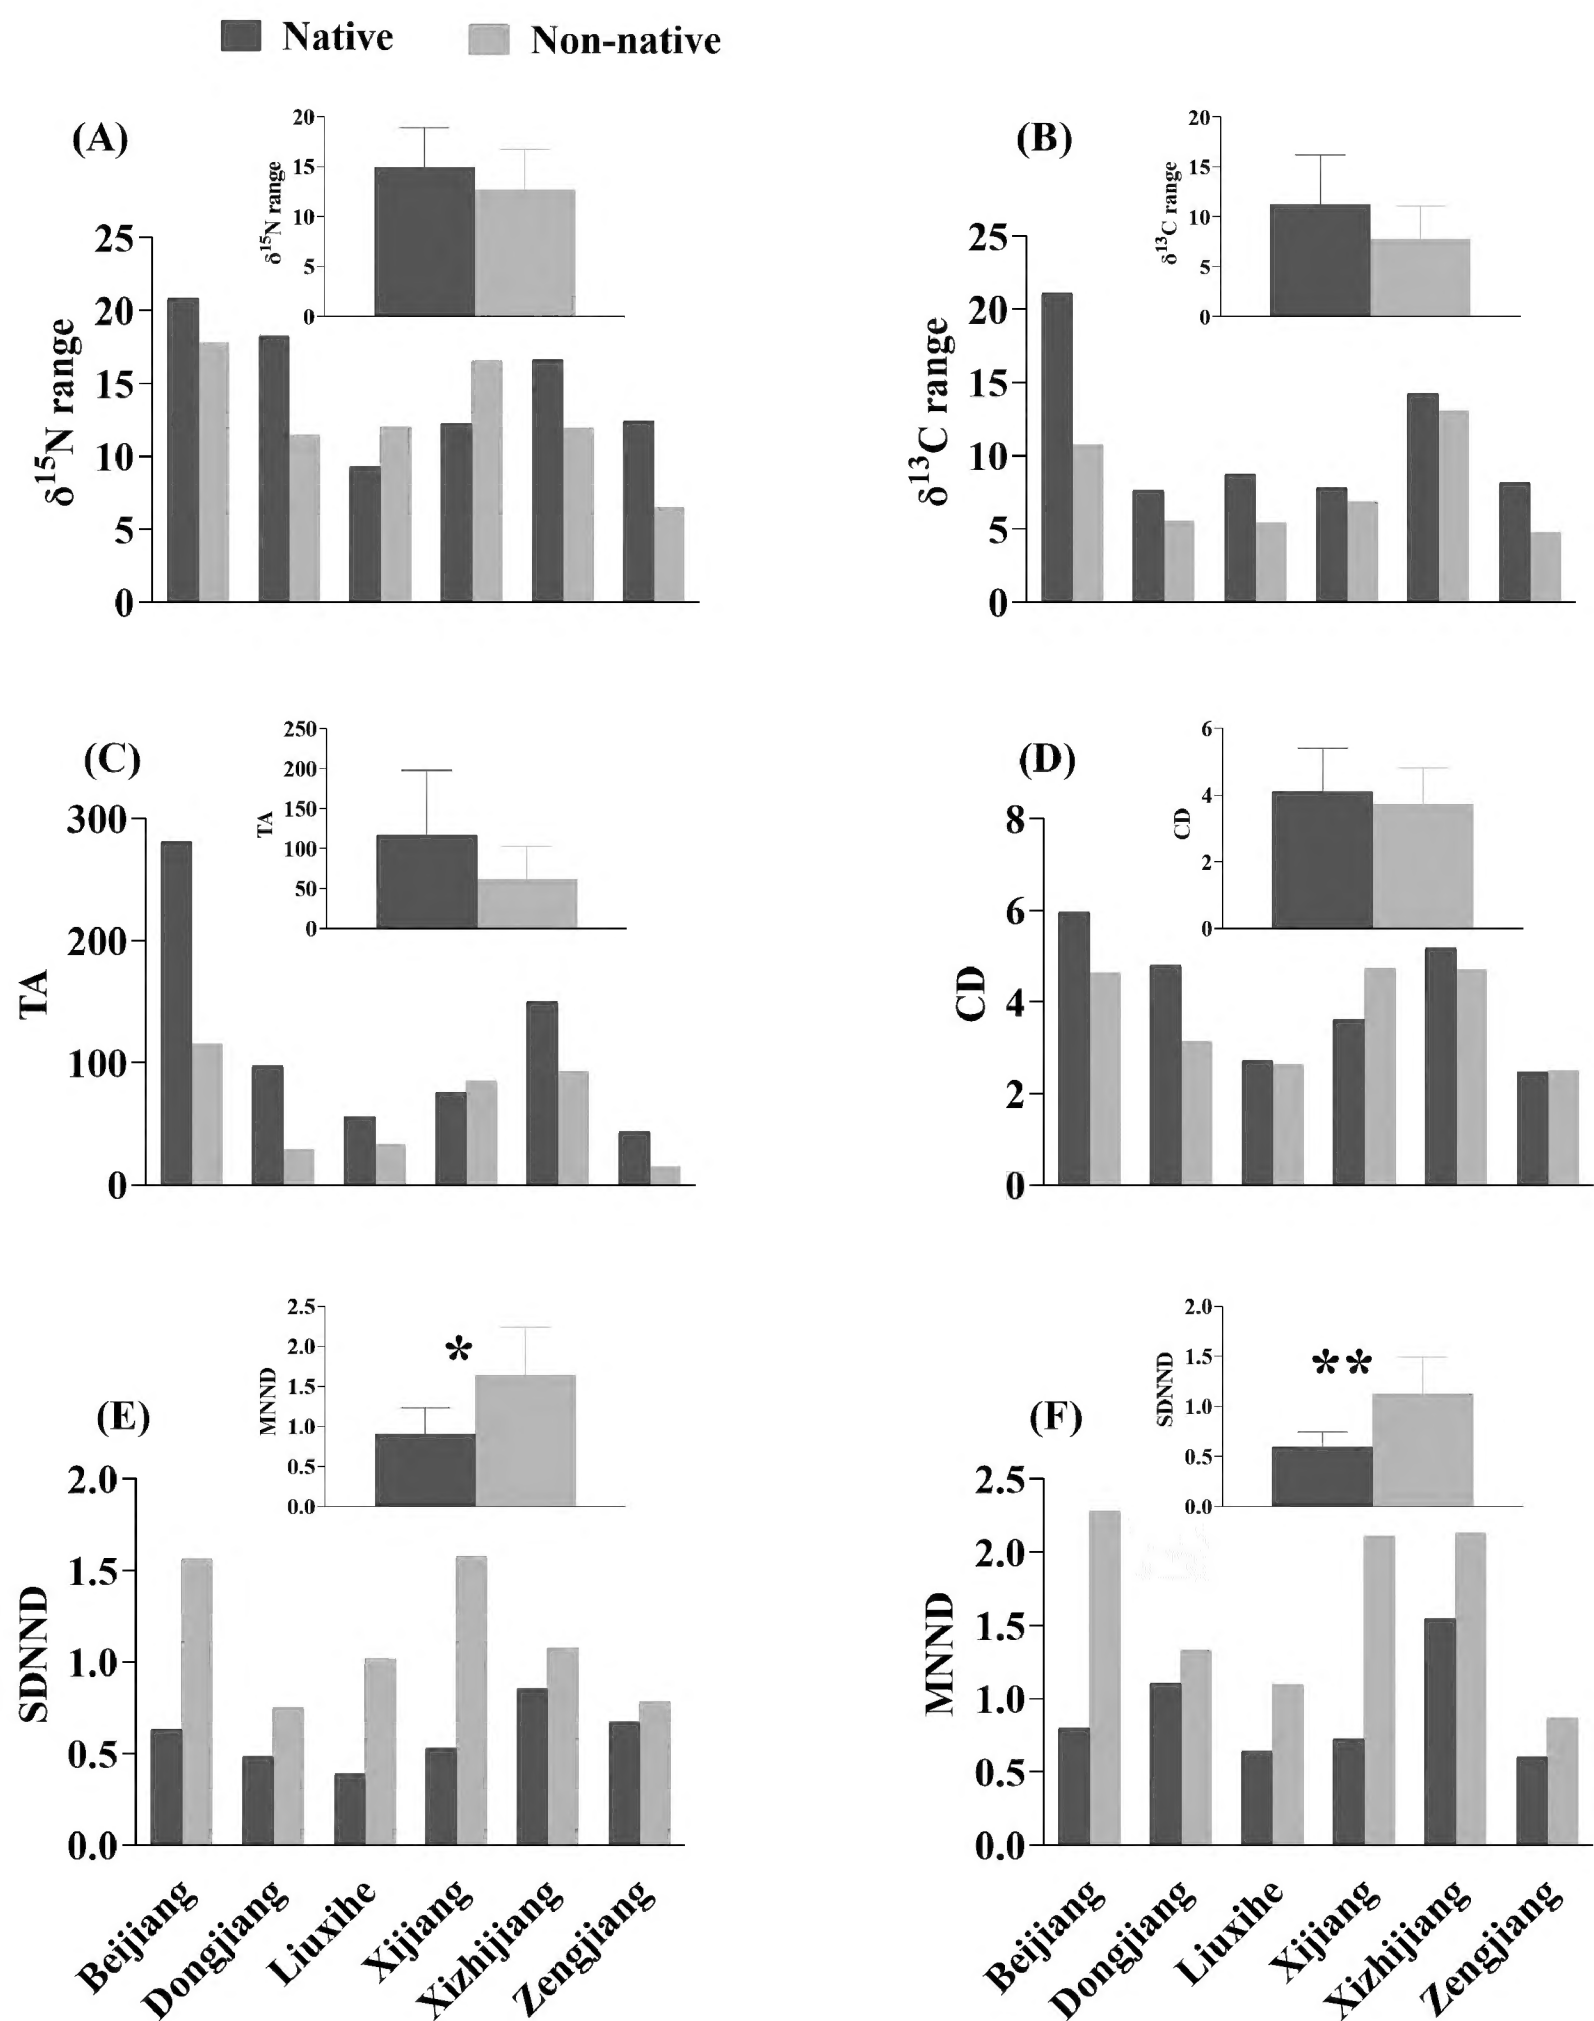 Native Non-native
(A)
δ15N range
20
15
10
5
0
δ15N range
25
20
15
10
5
0
(B)
δ13C range
20
15
10
5
0
δ13C range
25
20
15
10
5
0
(C)
TA
250
200
150
100
50
0
TA
300
200
100
0
(D)
CD
6
4
2
0
CD
8
6
4
2
0
(E)
MNND
2.5
2.0
1.5
1.0
0.5
0.0
*
SDNND
2.0
1.5
1.0
0.5
0.0
Beijiang
Dongjiang
Liuxihe
Xijiang
Xizhijiang
Zengjiang
(F)
SDNND
2.0
1.5
1.0
0.5
0.0
**
MNND
2.5
2.0
1.5
1.0
0.5
0.0
Beijiang
Dongjiang
Liuxihe
Xijiang
Xizhijiang
Zengjiang